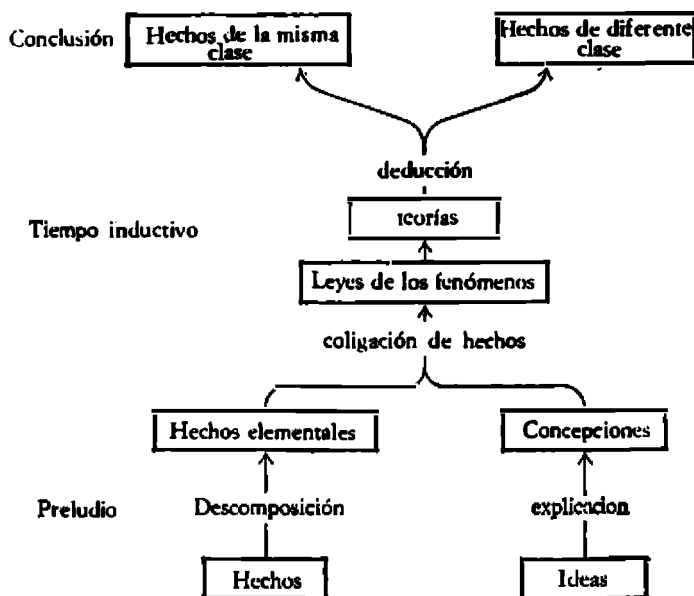 Conclusión
Hechos de la misma
clase
Hechos de diferente
clase
deducción
Tiempo inductivo
teorías
Leyes de los fenómenos
coligación de hechos
Hechos elementales
Concepciones
Preludio
Descomposición
explicacion
Hechos
Ideas